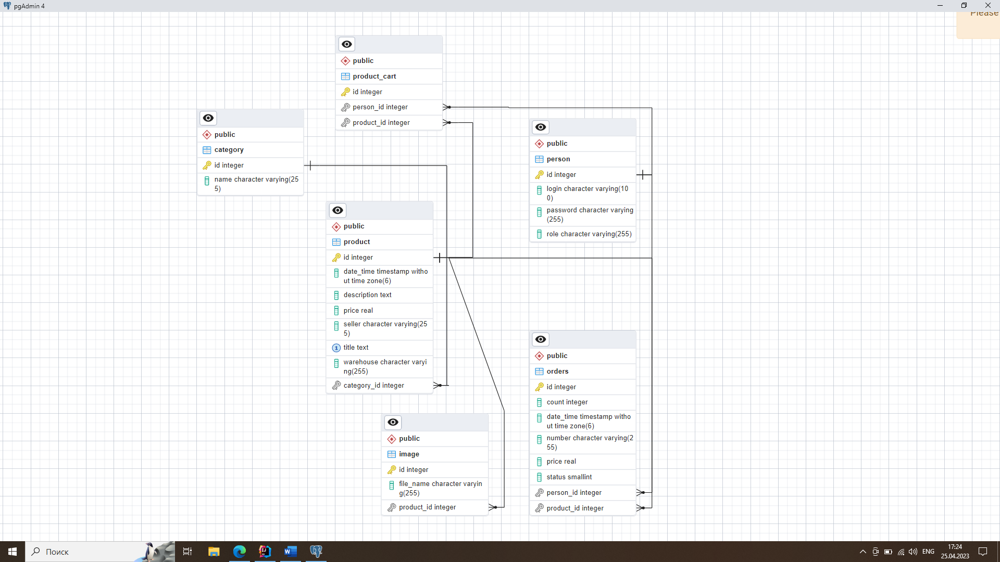 pgAdmin 4
Please
public
product_cart
id integer
person_id integer
product_id integer
public
category
id integer
name character varying(25
5)
public
person
id integer
login character varying(10
0)
password character varying
(255)
role character varying(255)
public
product
id integer
date_time timestamp witho
ut time zone(6)
description text
price real
seller character varying(25
5)
1 title text
warehouse character varyi
ng(255)
category_id integer
public
orders
id integer
count integer
date_time timestamp witho
ut time zone(6)
number character varying(2
55)
price real
status smallint
person_id integer
product_id integer
public
image
id integer
file_name character varyin
g(255)
product_id integer
Поиск
IJ
W
ENG
17:24
25.04.2023